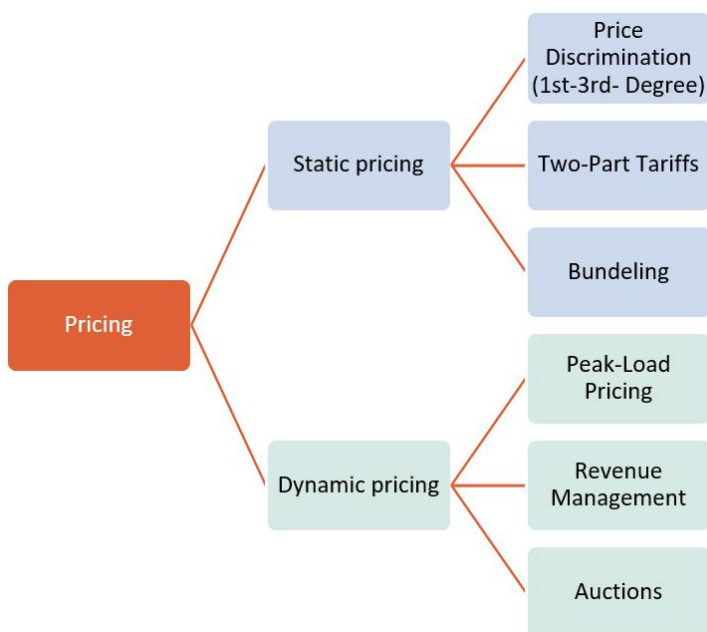 Price
Discrimination
(1st-3rd- Degree)
Static pricing
Two-Part Tariffs
Bundeling
Pricing
Peak-Load
Pricing
Dynamic pricing
Revenue
Management
Auctions